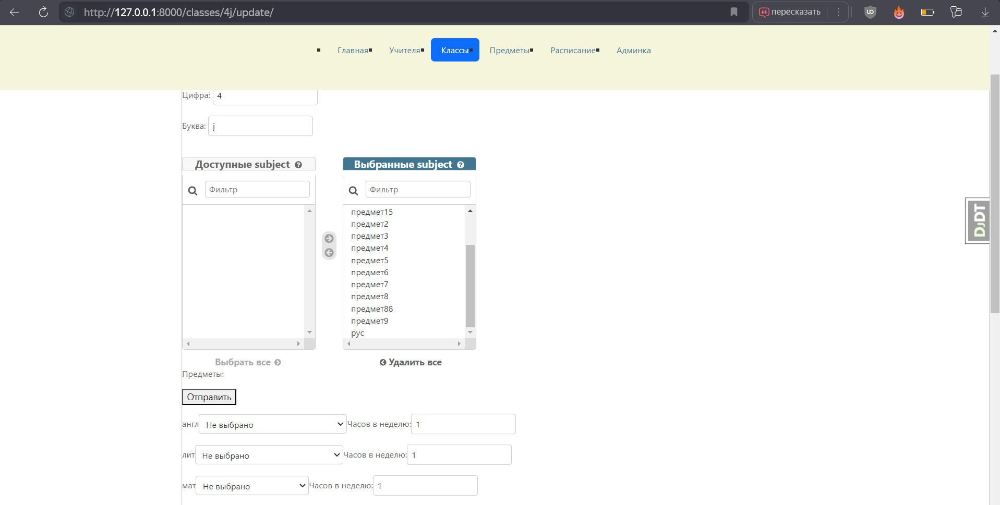 http://127.0.0.1:8000/classes/4j/update/
пересказать
Главная Учителя Классы Предметы Расписание Админка
Цифра: 4
Буква: j
Доступные subject Выбранные subject
Фильтр Фильтр
предмет15
предмет2
предмет3
предмет4
предмет5
предмет6
предмет7
предмет8
предмет88
предмет9
рус
Выбрать все Удалить все
Предметы:
Отправить
англ Не выбрано Часов в неделю: 1
лит Не выбрано Часов в неделю: 1
мат Не выбрано Часов в неделю: 1
DJDT